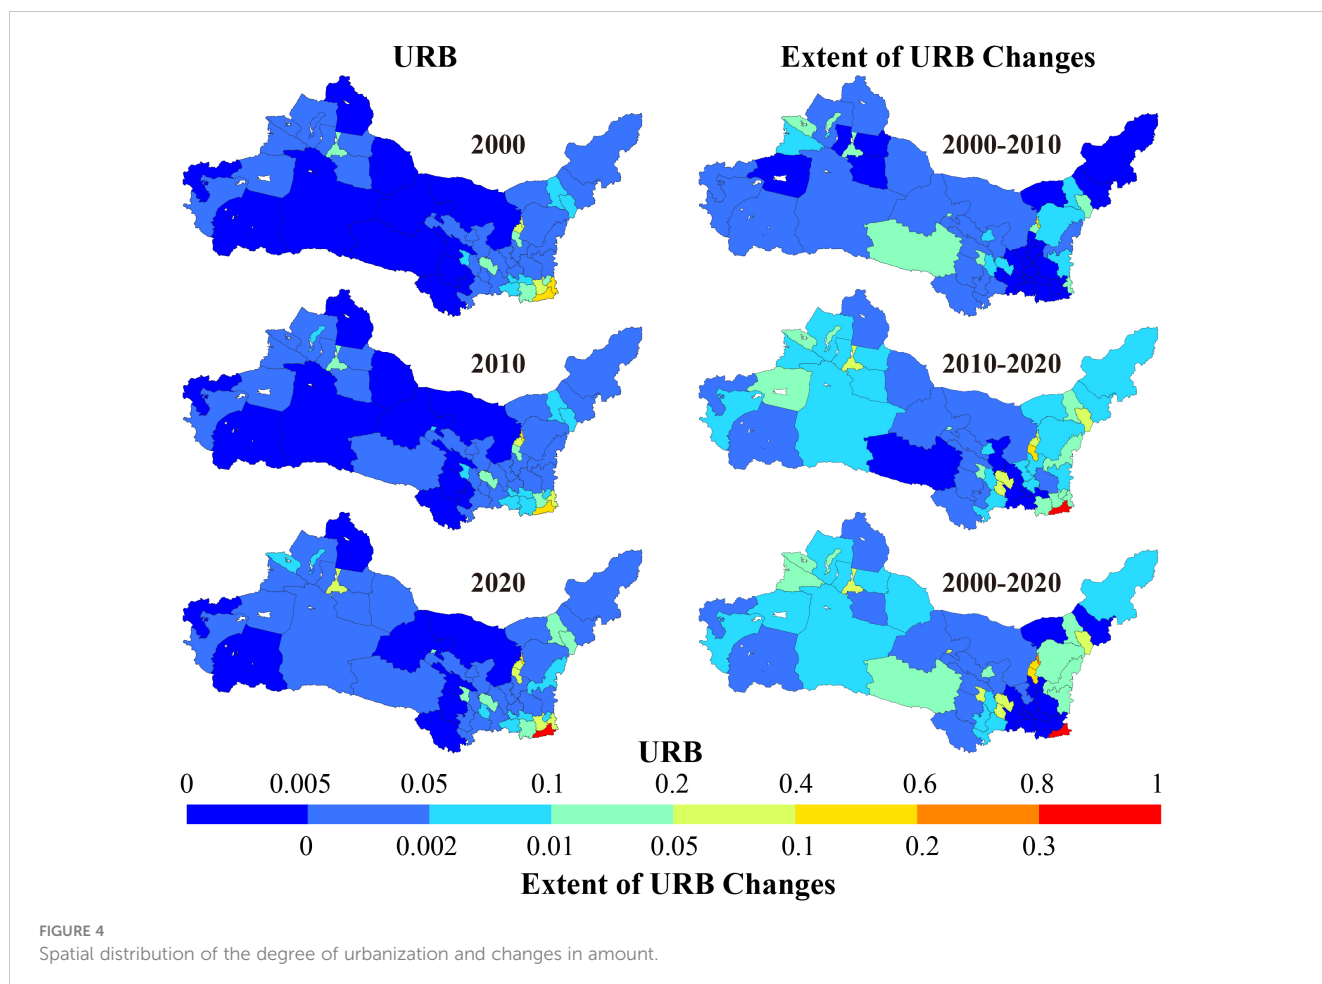 URB
Extent of URB Changes
2000
2000-2010
2010
2010-2020
2020
2000-2020
URB
0 0.005 0.05 0.1 0.2 0.4 0.6 0.8 1
0 0.002 0.01 0.05 0.1 0.2 0.3
Extent of URB Changes
FIGURE 4
Spatial distribution of the degree of urbanization and changes in amount.